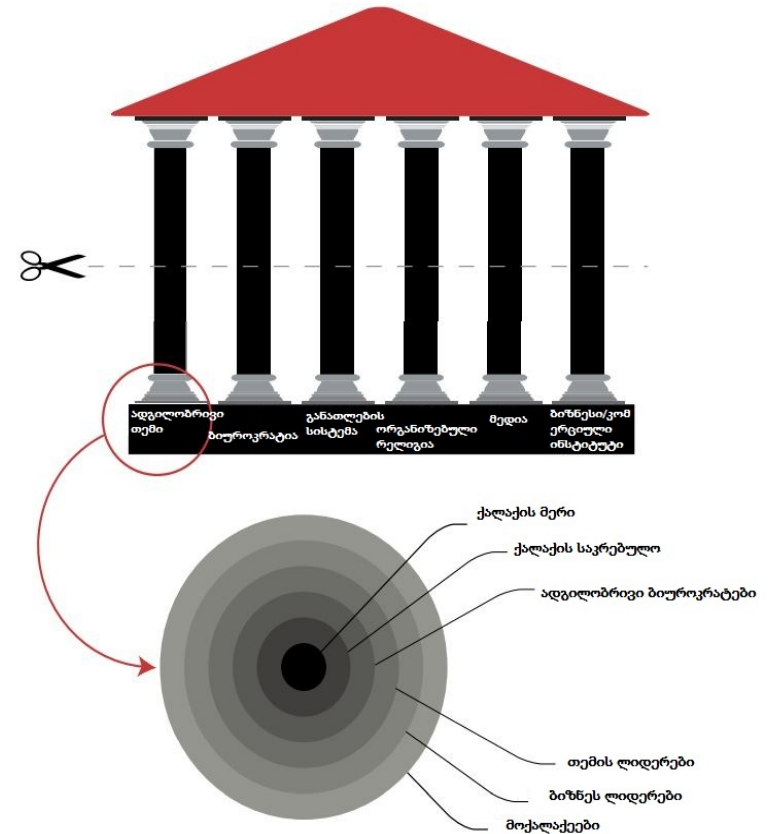 ადგილობრივი
თემი
ბიუროკრატია
განათლების
სისტემა
ორგანიზებული
რელიგია
მედია
ბიზნესი/კომ
ერციული
ინსტიტუტი
ქალაქის მერი
ქალაქის საკრებულო
ადგილობრივი ბიუროკრატები
თემის ლიდერები
ბიზნეს ლიდერები
მოქალაქეები